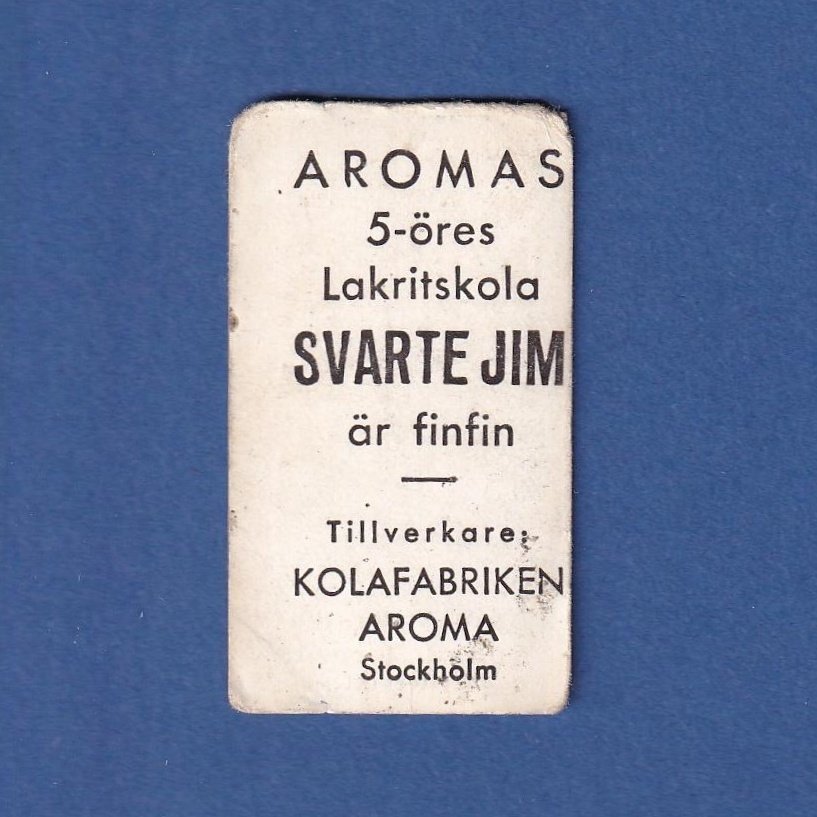 AROMAS
5-öres
Lakritskola
SVARTE JIM
är finfin
Tillverkare:
KOLAFABRIKEN
AROMA
Stockholm